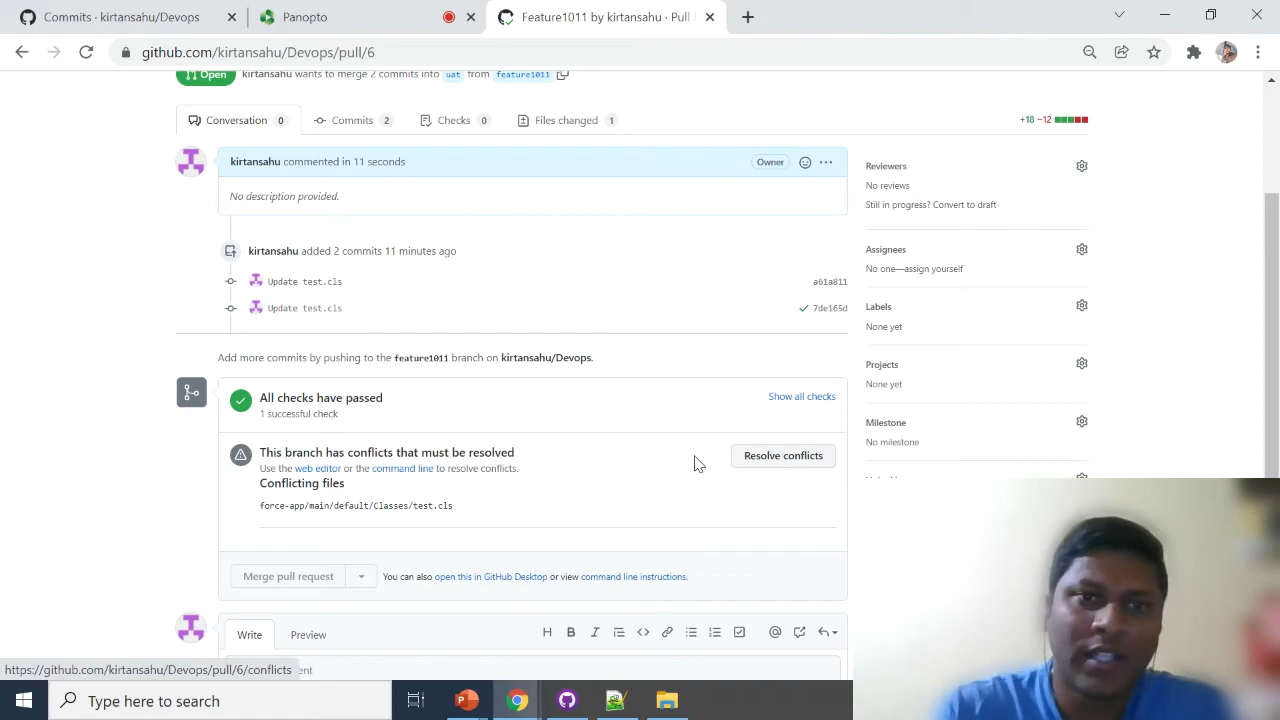 kirtansahu/Devops
Panopto
Feature1011 by kirtansahu · Pull
github.com/kirtansahu/Devops/pull/6
Open
kirtansahu wants to merge 2 commits into uat from feature1011
Conversation 0
Commits 2
Checks 0
Files changed 1
+18 −12
kirtansahu commented in 11 seconds
Owner
No description provided.
kirtansahu added 2 commits 11 minutes ago
Update test.cls
a61a811
Update test.cls
7de165d
Add more commits by pushing to the feature1011 branch on kirtansahu/Devops.
All checks have passed
1 successful check
Show all checks
This branch has conflicts that must be resolved
Use the web editor or the command line to resolve conflicts.
Resolve conflicts
Conflicting files
force-app/main/default/Classes/test.cls
Merge pull request
You can also open this in GitHub Desktop or view command line instructions.
Write
Preview
Reviewers
No reviews
Still in progress? Convert to draft
Assignees
No one—assign yourself
Labels
None yet
Projects
None yet
Milestone
No milestone
https://github.com/kirtansahu/Devops/pull/6/conflicts
Type here to search